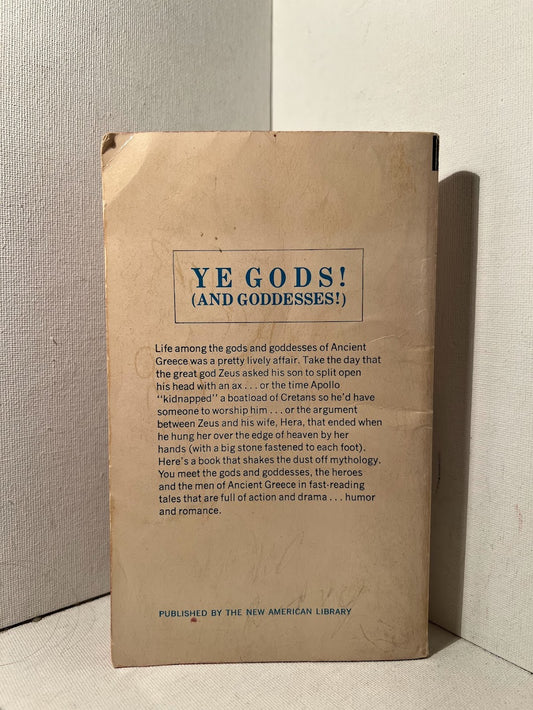 YE GODS!
(AND GODDESSES!)
Life among the gods and goddesses of Ancient
Greece was a pretty lively affair. Take the day that
the great god Zeus asked his son to split open
his head with an ax . . . or the time Apollo
"kidnapped" a boatload of Cretans so he'd have
someone to worship him . . . or the argument
between Zeus and his wife, Hera, that ended when
he hung her over the edge of heaven by her
hands (with a big stone fastened to each foot).
Here's a book that shakes the dust off mythology.
You meet the gods and goddesses, the heroes
and the men of Ancient Greece in fast-reading
tales that are full of action and drama . . . humor
and romance.
PUBLISHED BY THE NEW AMERICAN LIBRARY